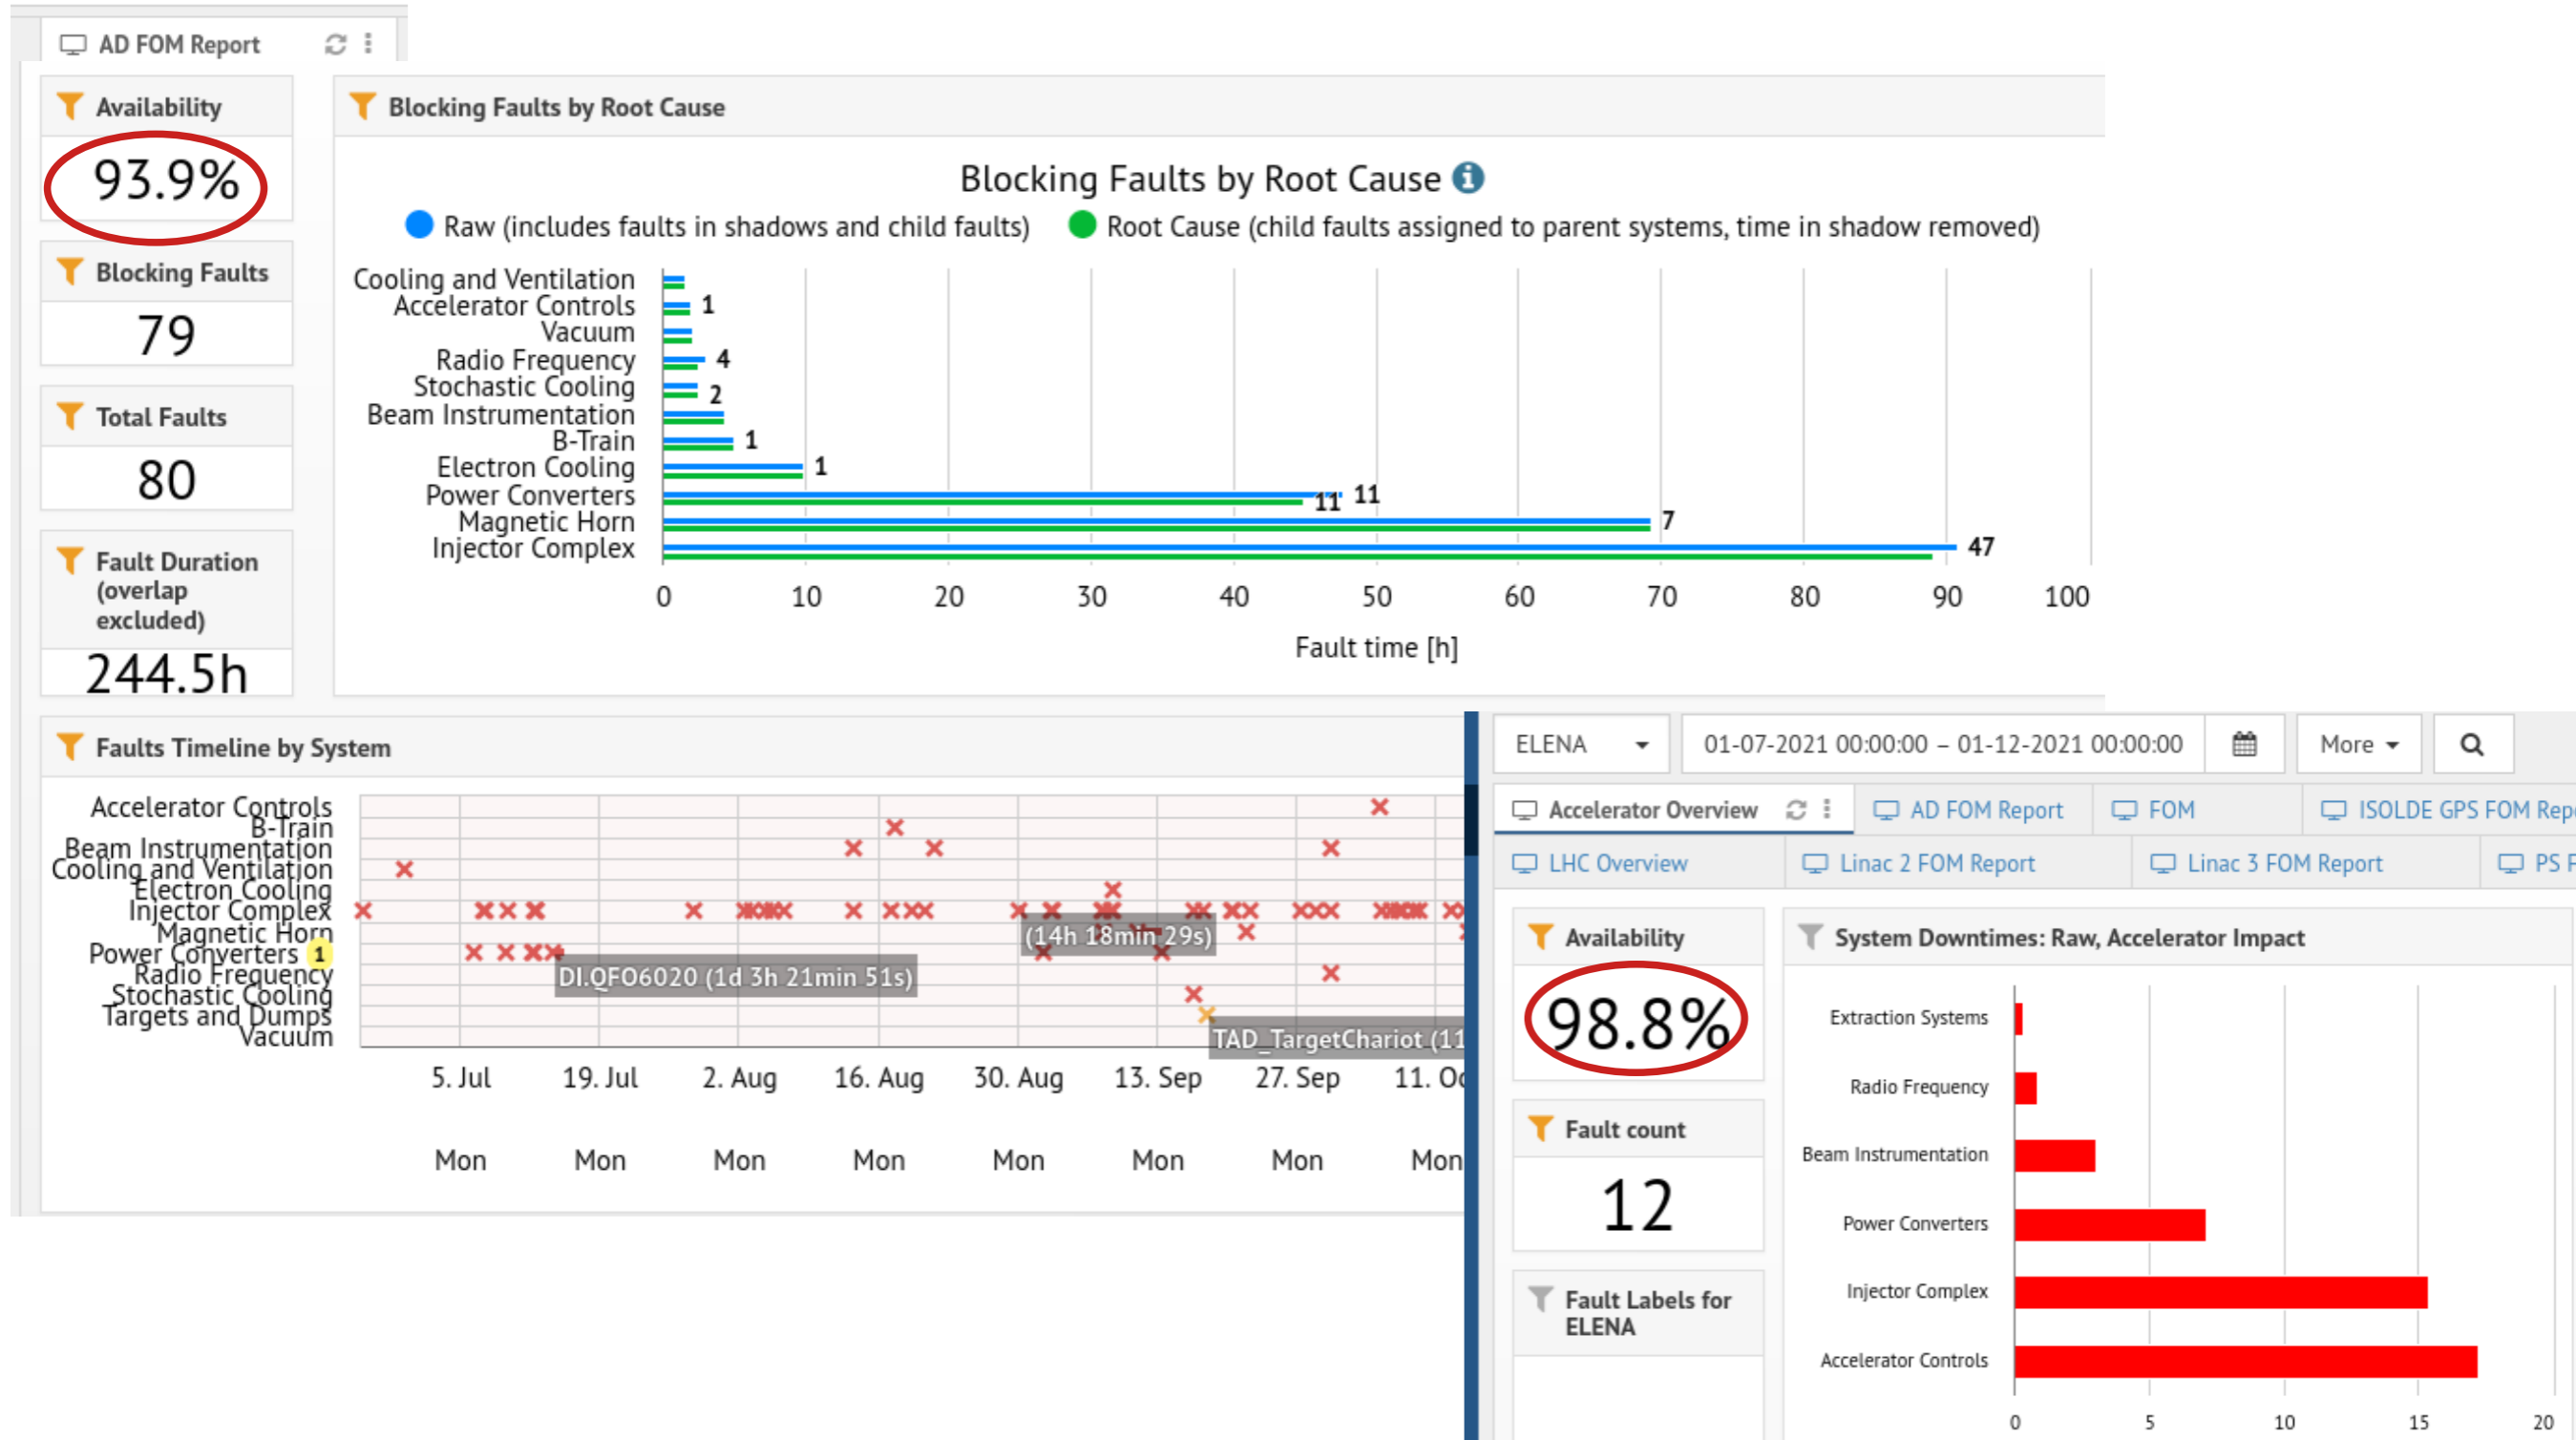 AD FOM Report
Availability
93.9%
Blocking Faults
79
Total Faults
80
Fault Duration
(overlap
excluded)
244.5h
Blocking Faults by Root Cause
Blocking Faults by Root Cause
Raw (includes faults in shadows and child faults)
Root Cause (child faults assigned to parent systems, time in shadow removed)
Cooling and Ventilation
Accelerator Controls 1
Vacuum
Radio Frequency 4
Stochastic Cooling 2
Beam Instrumentation
B-Train 1
Electron Cooling 1
Power Converters 11 11
Magnetic Horn 7
Injector Complex 47
0 10 20 30 40 50 60 70 80 90 100
Fault time [h]
Faults Timeline by System
Accelerator Controls
B-Train
Beam Instrumentation
Cooling and Ventilation
Electron Cooling
Injector Complex
Magnetic Horn
(14h 18min 29s)
Power Converters 1
Radio Frequency
DI.QFO6020 (1d 3h 21min 51s)
Stochastic Cooling
Targets and Dumps
Vacuum
TAD_TargetChariot (11
5. Jul 19. Jul 2. Aug 16. Aug 30. Aug 13. Sep 27. Sep 11. Oc
Mon Mon Mon Mon Mon Mon Mon Mon
ELENA 01-07-2021 00:00:00 – 01-12-2021 00:00:00 More
Accelerator Overview AD FOM Report FOM ISOLDE GPS FOM Rep
LHC Overview Linac 2 FOM Report Linac 3 FOM Report PS F
Availability
98.8%
Fault count
12
Fault Labels for
ELENA
System Downtimes: Raw, Accelerator Impact
Extraction Systems
Radio Frequency
Beam Instrumentation
Power Converters
Injector Complex
Accelerator Controls
0 5 10 15 20